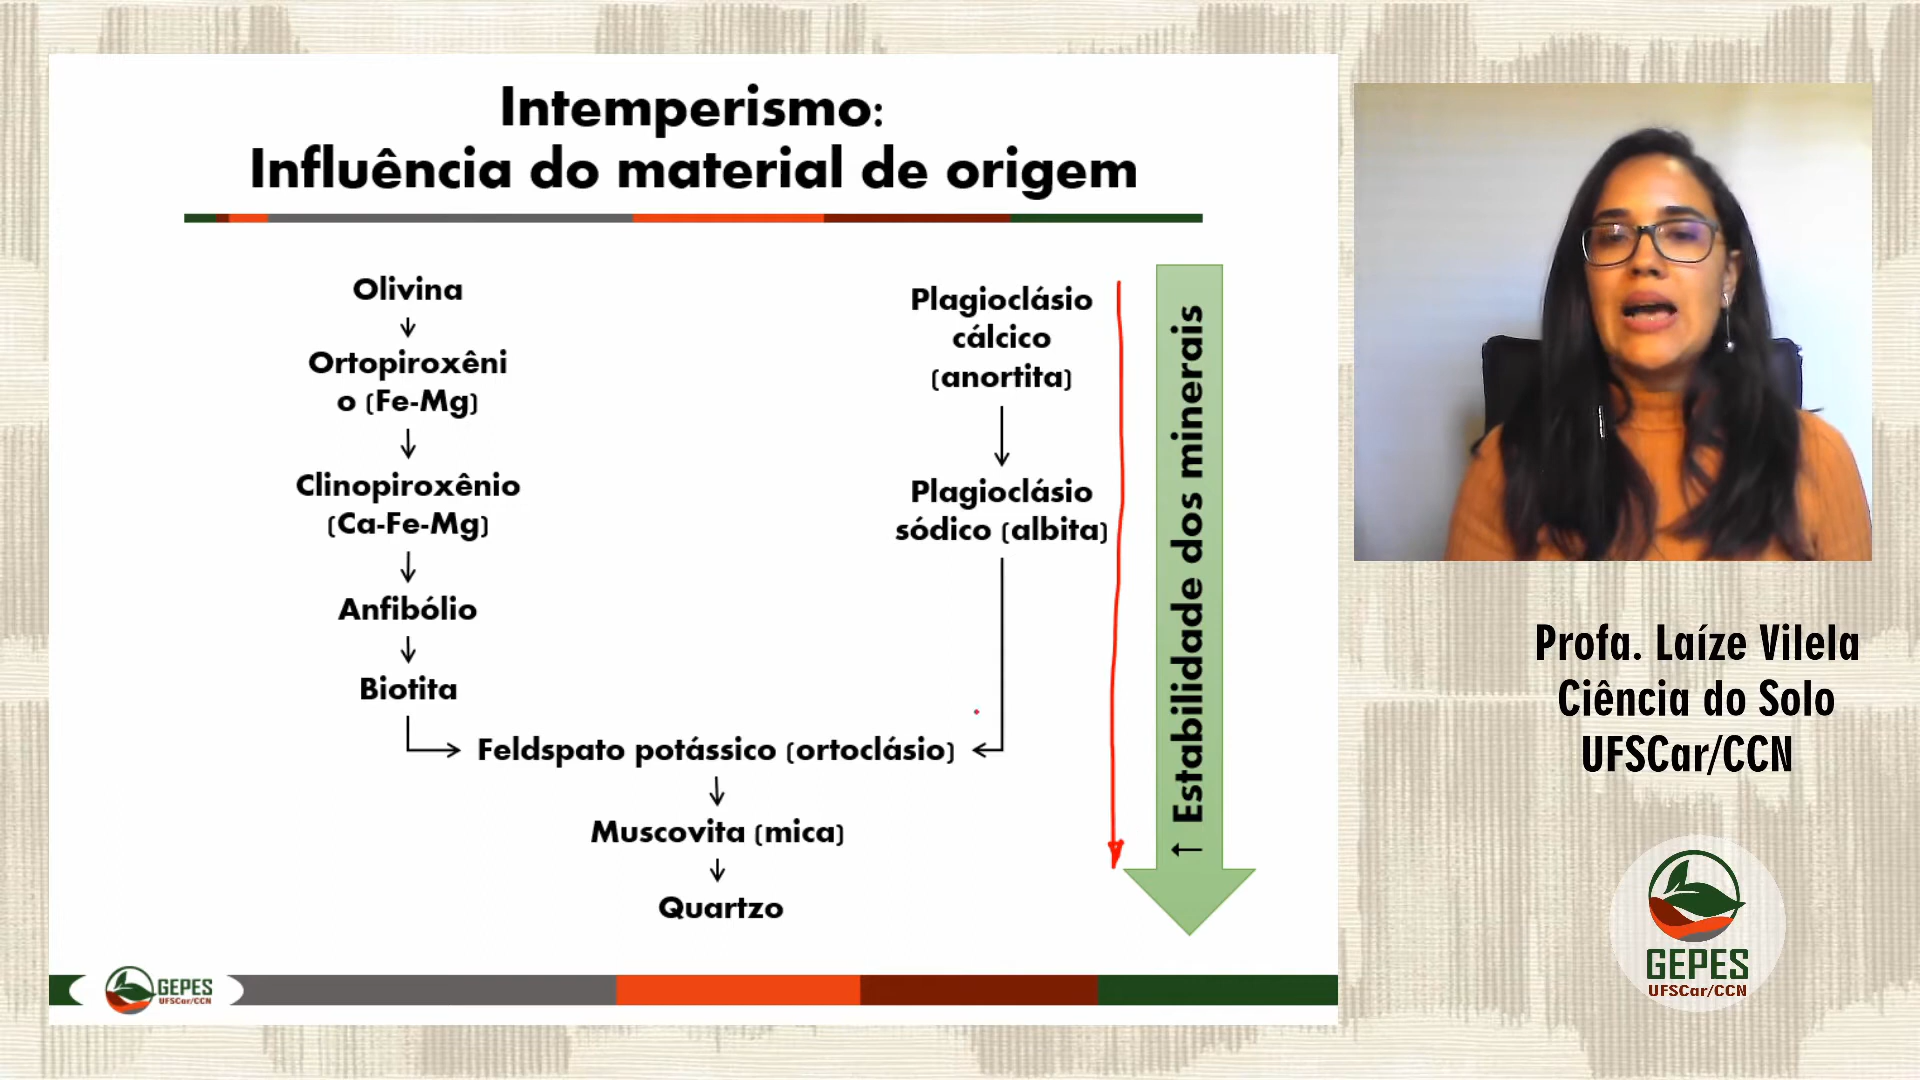 Intemperismo:
Influência do material de origem
Olivina
Ortopiroxêni
o (Fe-Mg)
Clinopiroxênio
(Ca-Fe-Mg)
Anfibólio
Biotita
Plagioclásio
cálcico
(anortita)
Plagioclásio
sódico (albita)
Feldspato potássico (ortoclásio)
Muscovita (mica)
Quartzo
↑ Estabilidade dos minerais
GEPES
UFSCar/CCN
Profa. Laíze Vilela
Ciência do Solo
UFSCar/CCN
GEPES
UFSCar/CCN